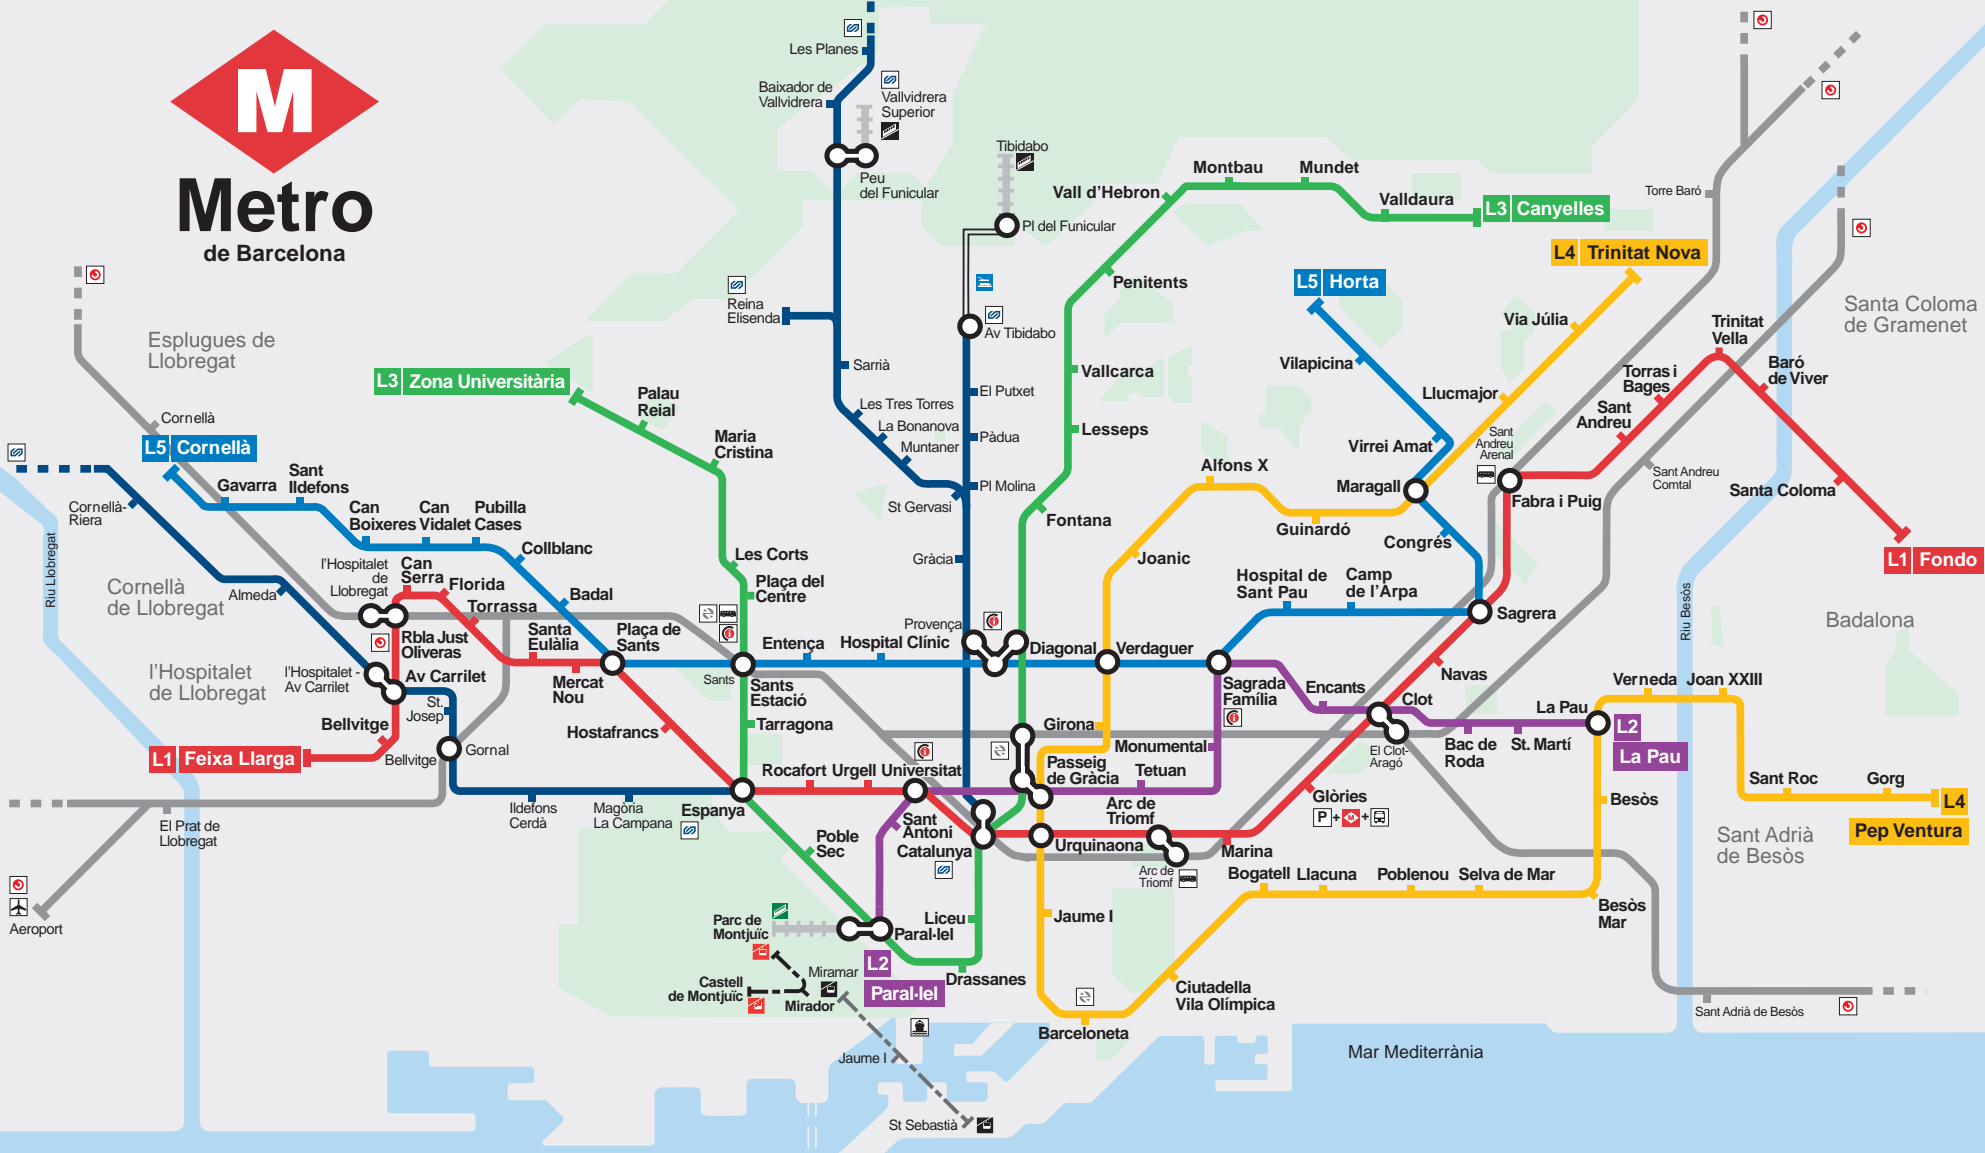 M
Metro
de Barcelona
Les Planes
Baixador de
Vallvidrera
Vallvidrera
Superior
Peu
del Funicular
Tibidabo
Pl del Funicular
Av Tibidabo
Reina
Elisenda
Sarrià
Les Tres Torres
La Bonanova
Muntaner
St Gervasi
El Putxet
Pàdua
Pl Molina
Gràcia
Provença
Vall d'Hebron
Montbau
Mundet
Valldaura
L3 Canyelles
Penitents
Vallcarca
Lesseps
Fontana
L4 Trinitat Nova
Via Júlia
Llucmajor
L5 Horta
Vilapicina
Virrei Amat
Maragall
Congrés
Alfons X
Guinardó
Joanic
Hospital de
Sant Pau
Camp
de l'Arpa
Sagrera
Torre Baró
Trinitat
Vella
Baró
de Viver
Torras i
Bages
Sant
Andreu
Sant
Andreu
Arenal
Fabra i Puig
Sant Andreu
Comtal
Santa Coloma
L1 Fondo
Santa Coloma
de Gramenet
Badalona
Riu Besòs
Esplugues de
Llobregat
L3 Zona Universitària
Palau
Reial
Maria
Cristina
Les Corts
Plaça del
Centre
Cornellà
L5 Cornellà
Gavarra
Sant
Ildefons
Can
Boixeres
Can
Vidalet
Pubilla
Cases
Collblanc
Badal
Cornellà-
Riera
Riu Llobregat
Cornellà
de Llobregat
Almeda
l'Hospitalet
de
Llobregat
Can
Serra
Florida
Torrassa
Santa
Eulàlia
Mercat
Nou
Plaça de
Sants
Rbla Just
Oliveras
l'Hospitalet
de Llobregat
l'Hospitalet -
Av Carrilet
Av Carrilet
St.
Josep
Bellvitge
L1 Feixa Llarga
Bellvitge
Gornal
Hostafrancs
Sants
Sants
Estació
Entença
Hospital Clínic
Diagonal
Verdaguer
Sagrada
Família
Encants
Clot
Navas
Tarragona
Girona
Monumental
Passeig
de Gràcia
Tetuan
El Clot-
Aragó
Bac de
Roda
St. Martí
La Pau
L2
La Pau
Verneda
Joan XXIII
Sant Roc
Gorg
L4
Pep Ventura
Besòs
Sant Adrià
de Besòs
Ildefons
Cerdà
Magòria
La Campana
Espanya
Rocafort
Urgell
Universitat
Sant
Antoni
Catalunya
Urquinaona
Arc de
Triomf
Arc de
Triomf
Glòries
P+M+
Marina
Bogatell
Llacuna
Poblenou
Selva de Mar
Besòs
Mar
El Prat de
Llobregat
Aeroport
Poble
Sec
Parc de
Montjuïc
Paral·lel
L2
Paral·lel
Liceu
Drassanes
Jaume I
Castell
de Montjuïc
Mirador
Miramar
Jaume I
St Sebastià
Barceloneta
Ciutadella
Vila Olímpica
Sant Adrià de Besòs
Mar Mediterrània